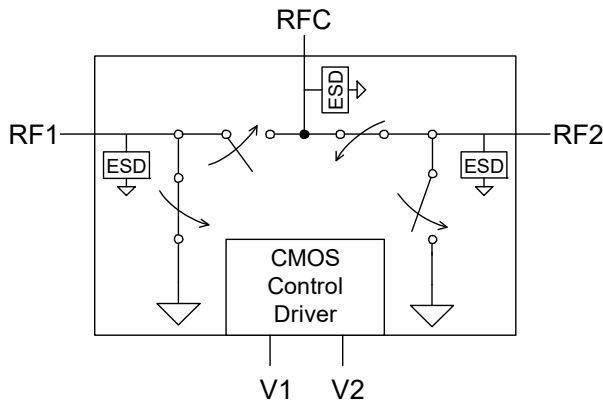 RFC
ESD
RF1
RF2
ESD
ESD
CMOS
Control
Driver
V1
V2